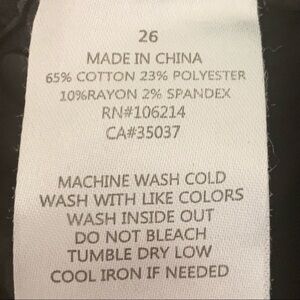 26
MADE IN CHINA
65% COTTON 23% POLYESTER
10%RAYON 2% SPANDEX
RN#106214
CA#35037
MACHINE WASH COLD
WASH WITH LIKE COLORS
WASH INSIDE OUT
DO NOT BLEACH
TUMBLE DRY LOW
COOL IRON IF NEEDED